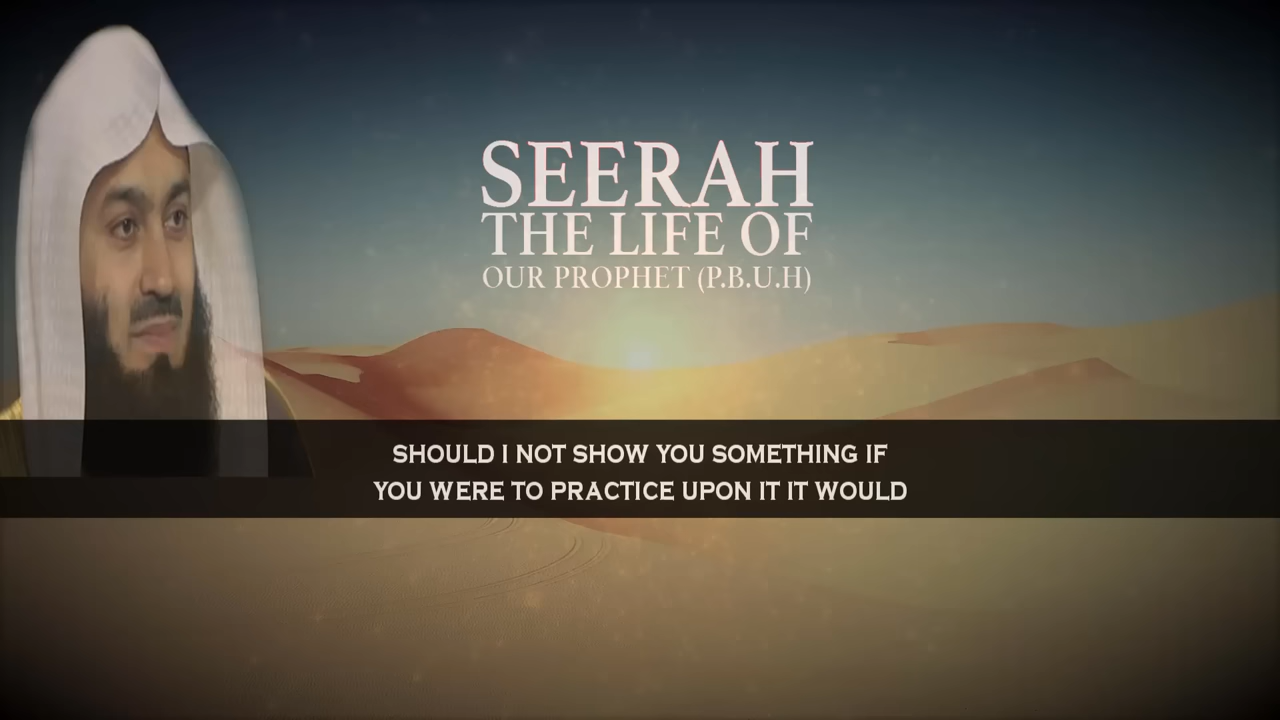 SEERAH
THE LIFE OF
OUR PROPHET (P.B.U.H)
SHOULD I NOT SHOW YOU SOMETHING IF
YOU WERE TO PRACTICE UPON IT IT WOULD